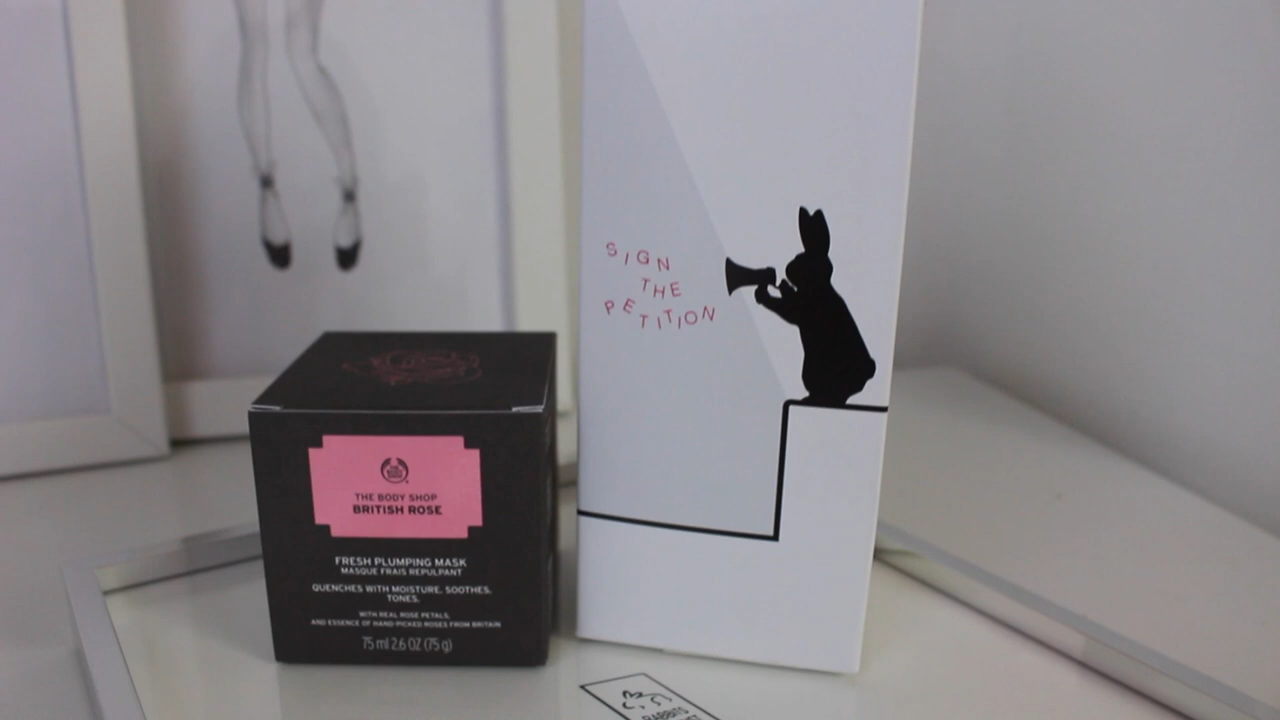 SIGN
THE
PETITION
THE BODY SHOP
BRITISH ROSE
FRESH PLUMPING MASK
MASQUE FRAIS REPULPANT
QUENCHES WITH MOISTURE. SOOTHES.
TONES.
WITH REAL ROSE PETALS,
AND ESSENCE OF HAND-PICKED ROSES FROM BRITAIN
75 ml 2.6 OZ (75 g)
RABBITS